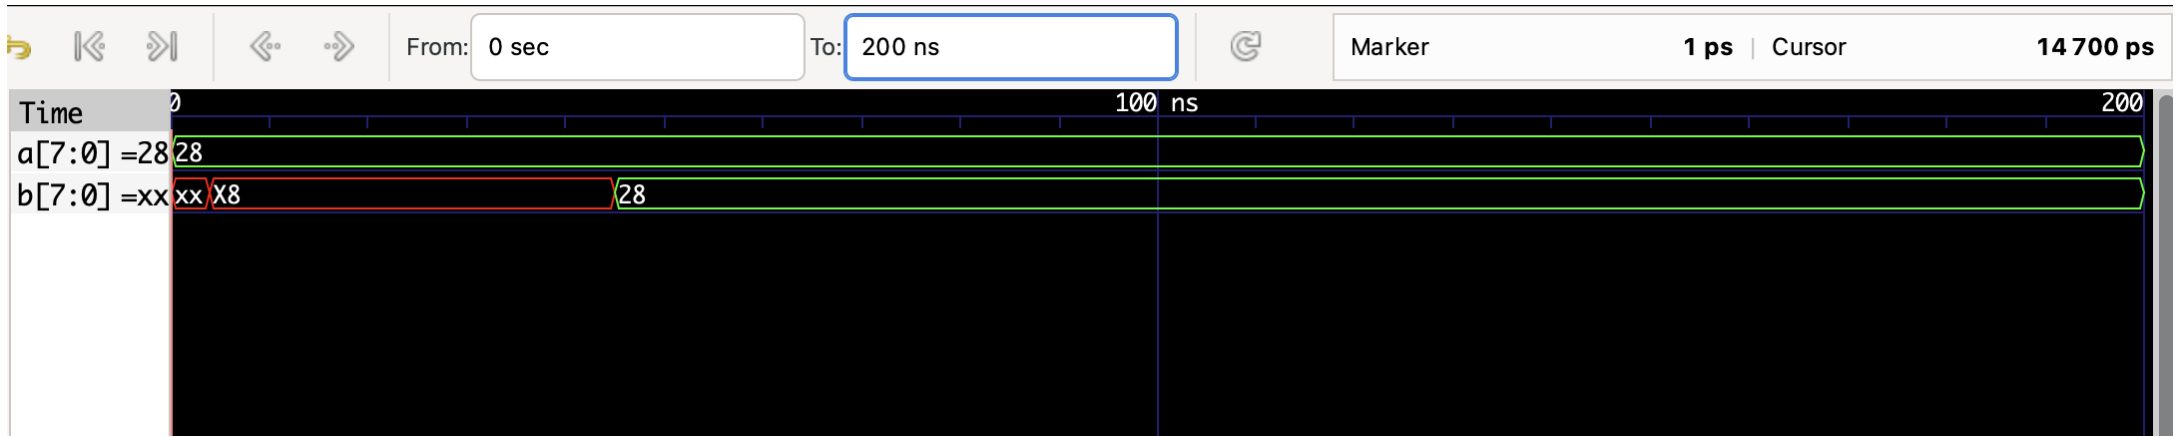 From: 0 sec To: 200 ns Marker 1 ps | Cursor 14 700 ps
Time 0 100 ns 200
a[7:0] =28 28
b[7:0] =xx xx X8 28